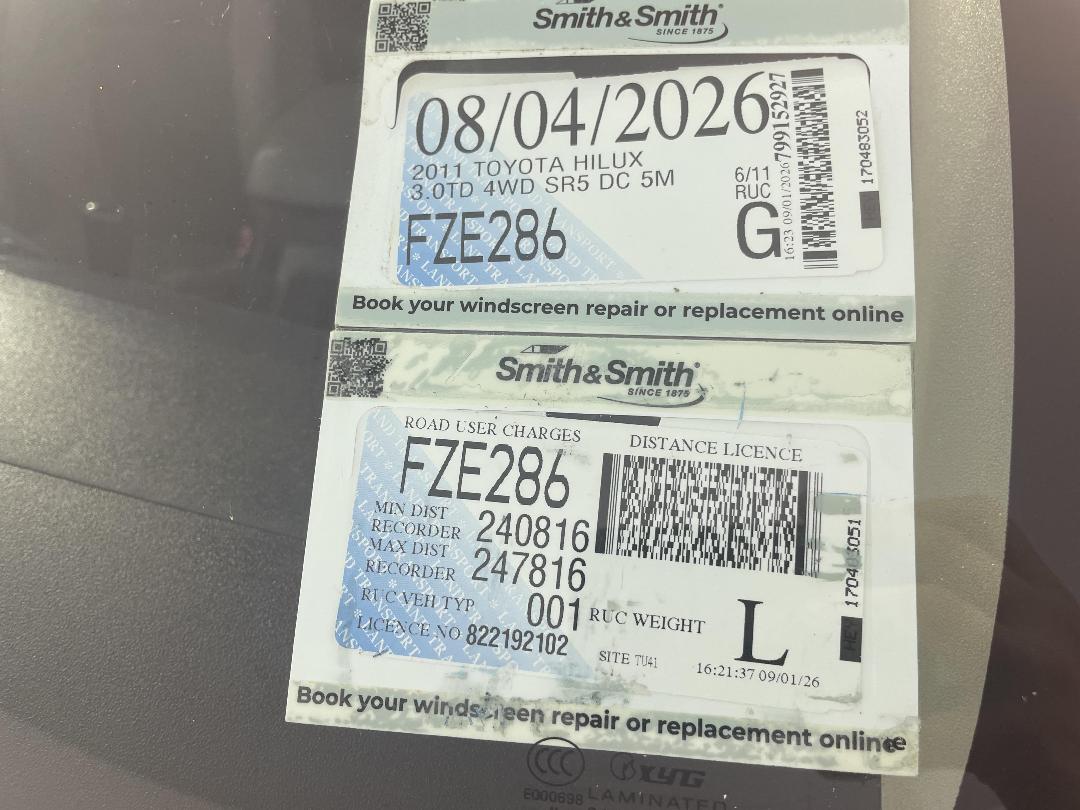 Smith&Smith®
SINCE 1875
08/04/2026
2011 TOYOTA HILUX
3.0TD 4WD SR5 DC 5M
6/11
RUC
FZE286
G
16:23 09/01/2026 799152927
170483052
Book your windscreen repair or replacement online
Smith&Smith®
SINCE 1875
ROAD USER CHARGES
DISTANCE LICENCE
FZE286
MIN DIST
RECORDER 240816
MAX DIST
RECORDER 247816
RUC VEH TYP 001
RUC WEIGHT L
LICENCE NO 822192102
SITE TU41
16:21:37 09/01/26
Book your windscreen repair or replacement online
CCC
XYG
E000698 LAMINATED